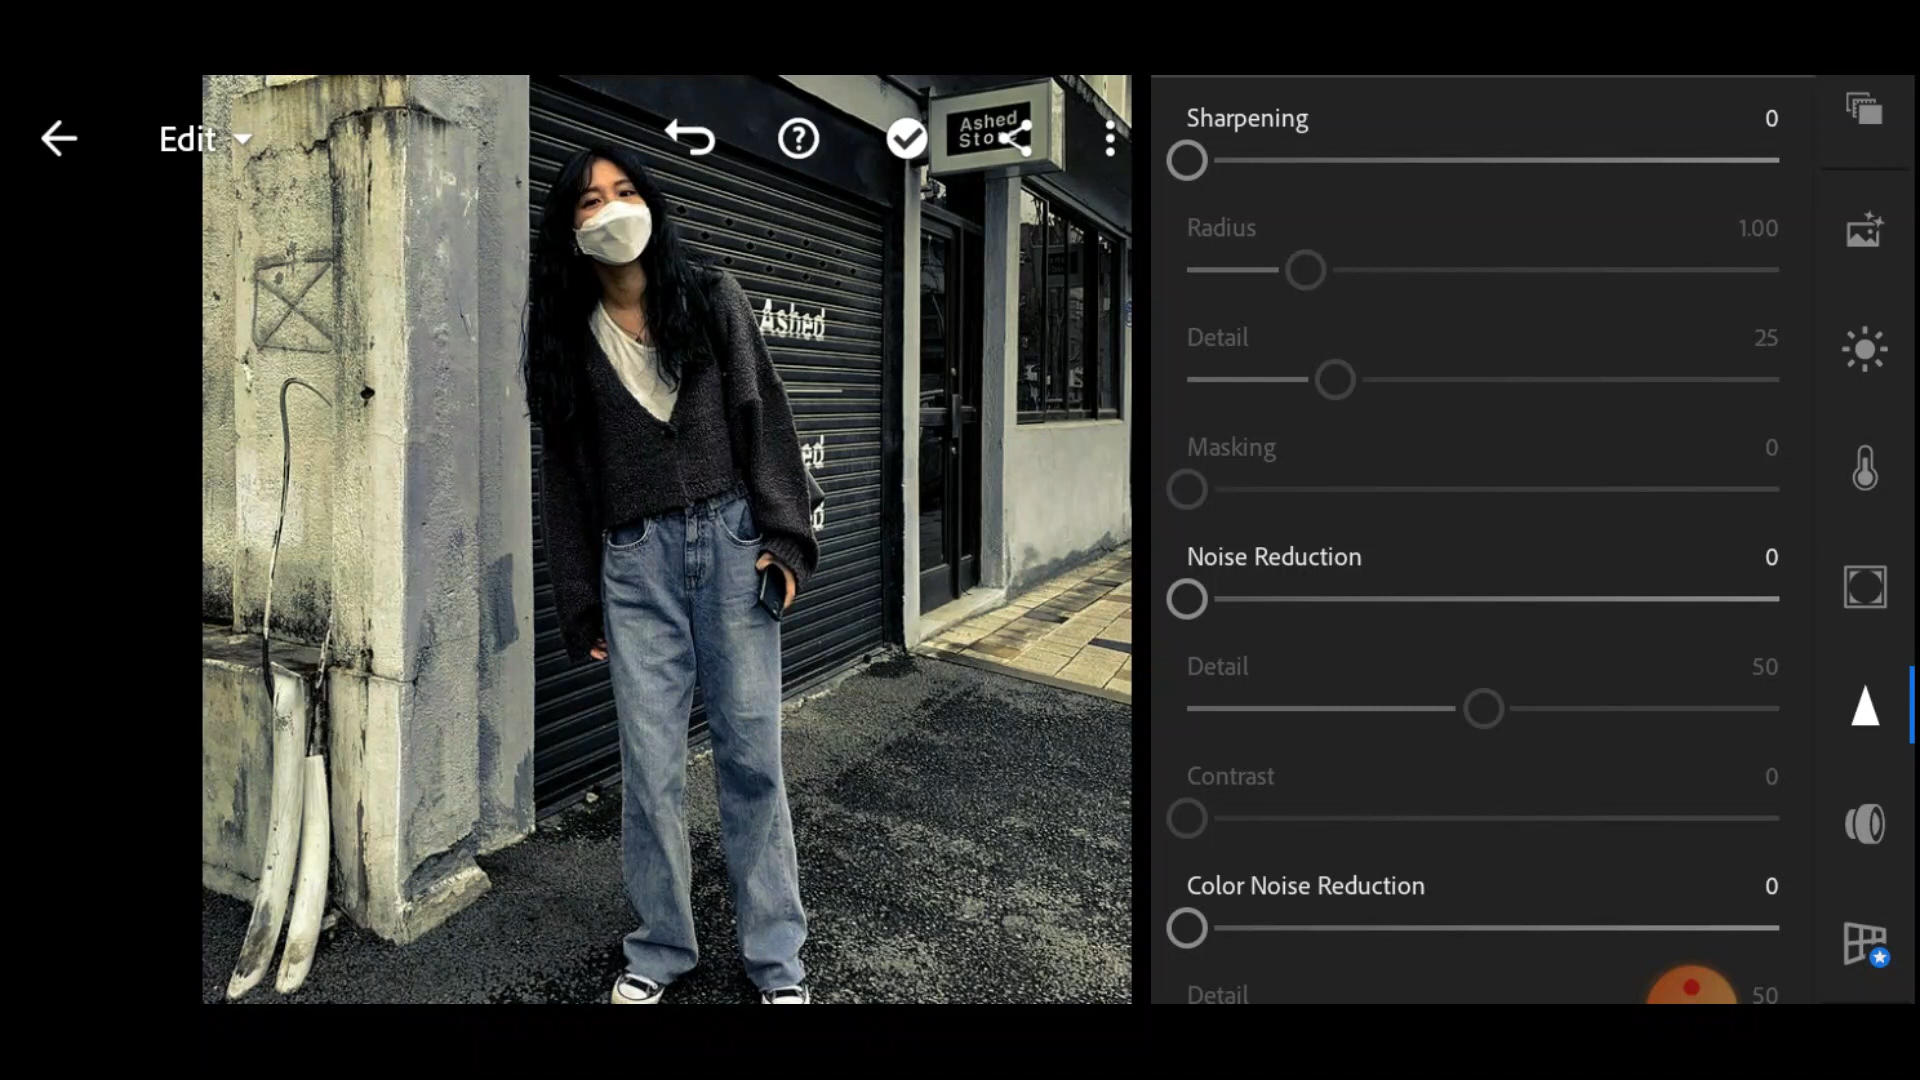 Edit
Ashed
Sto
Ashed
ed
Sharpening 0
Radius 1.00
Detail 25
Masking 0
Noise Reduction 0
Detail 50
Contrast 0
Color Noise Reduction 0
Detail 50